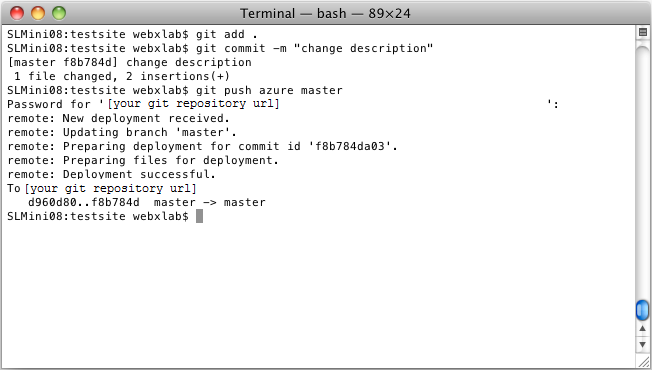 Terminal — bash — 89×24
SLMini08:testsite webxlab$ git add .
SLMini08:testsite webxlab$ git commit -m "change description"
[master f8b784d] change description
 1 file changed, 2 insertions(+)
SLMini08:testsite webxlab$ git push azure master
Password for '[your git repository url]                                      ':
remote: New deployment received.
remote: Updating branch 'master'.
remote: Preparing deployment for commit id 'f8b784da03'.
remote: Preparing files for deployment.
remote: Deployment successful.
To [your git repository url]
   d960d80..f8b784d  master -> master
SLMini08:testsite webxlab$